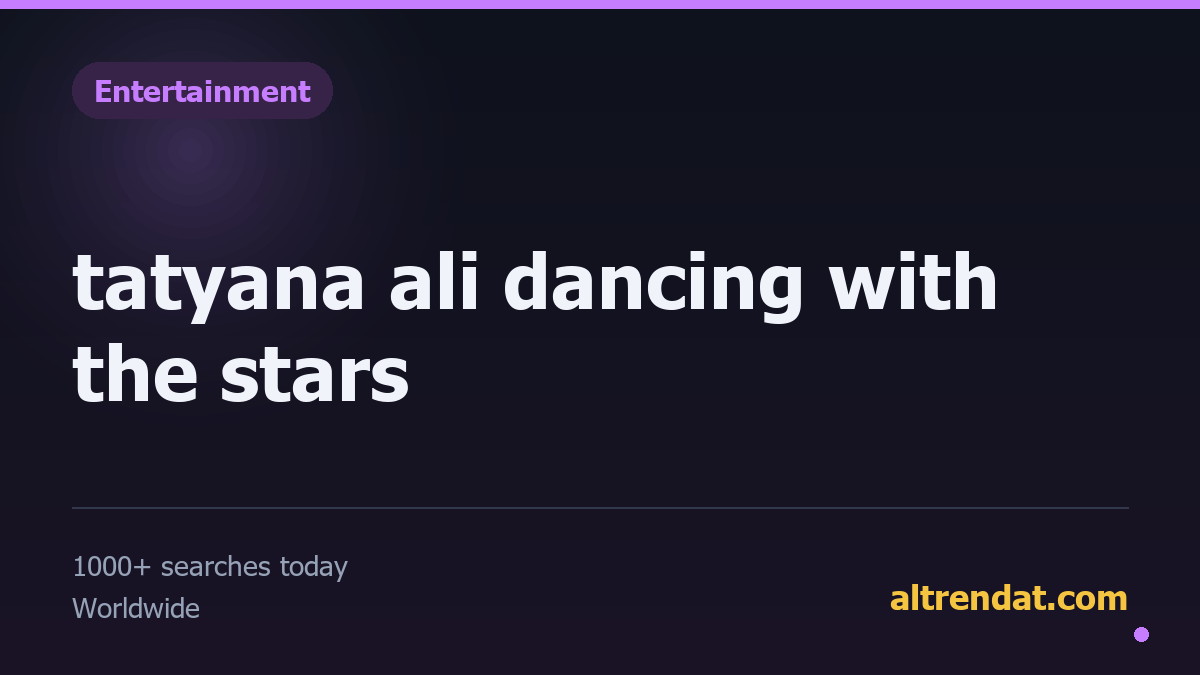 Entertainment
tatyana ali dancing with
the stars
1000+ searches today
Worldwide
altrendat.com